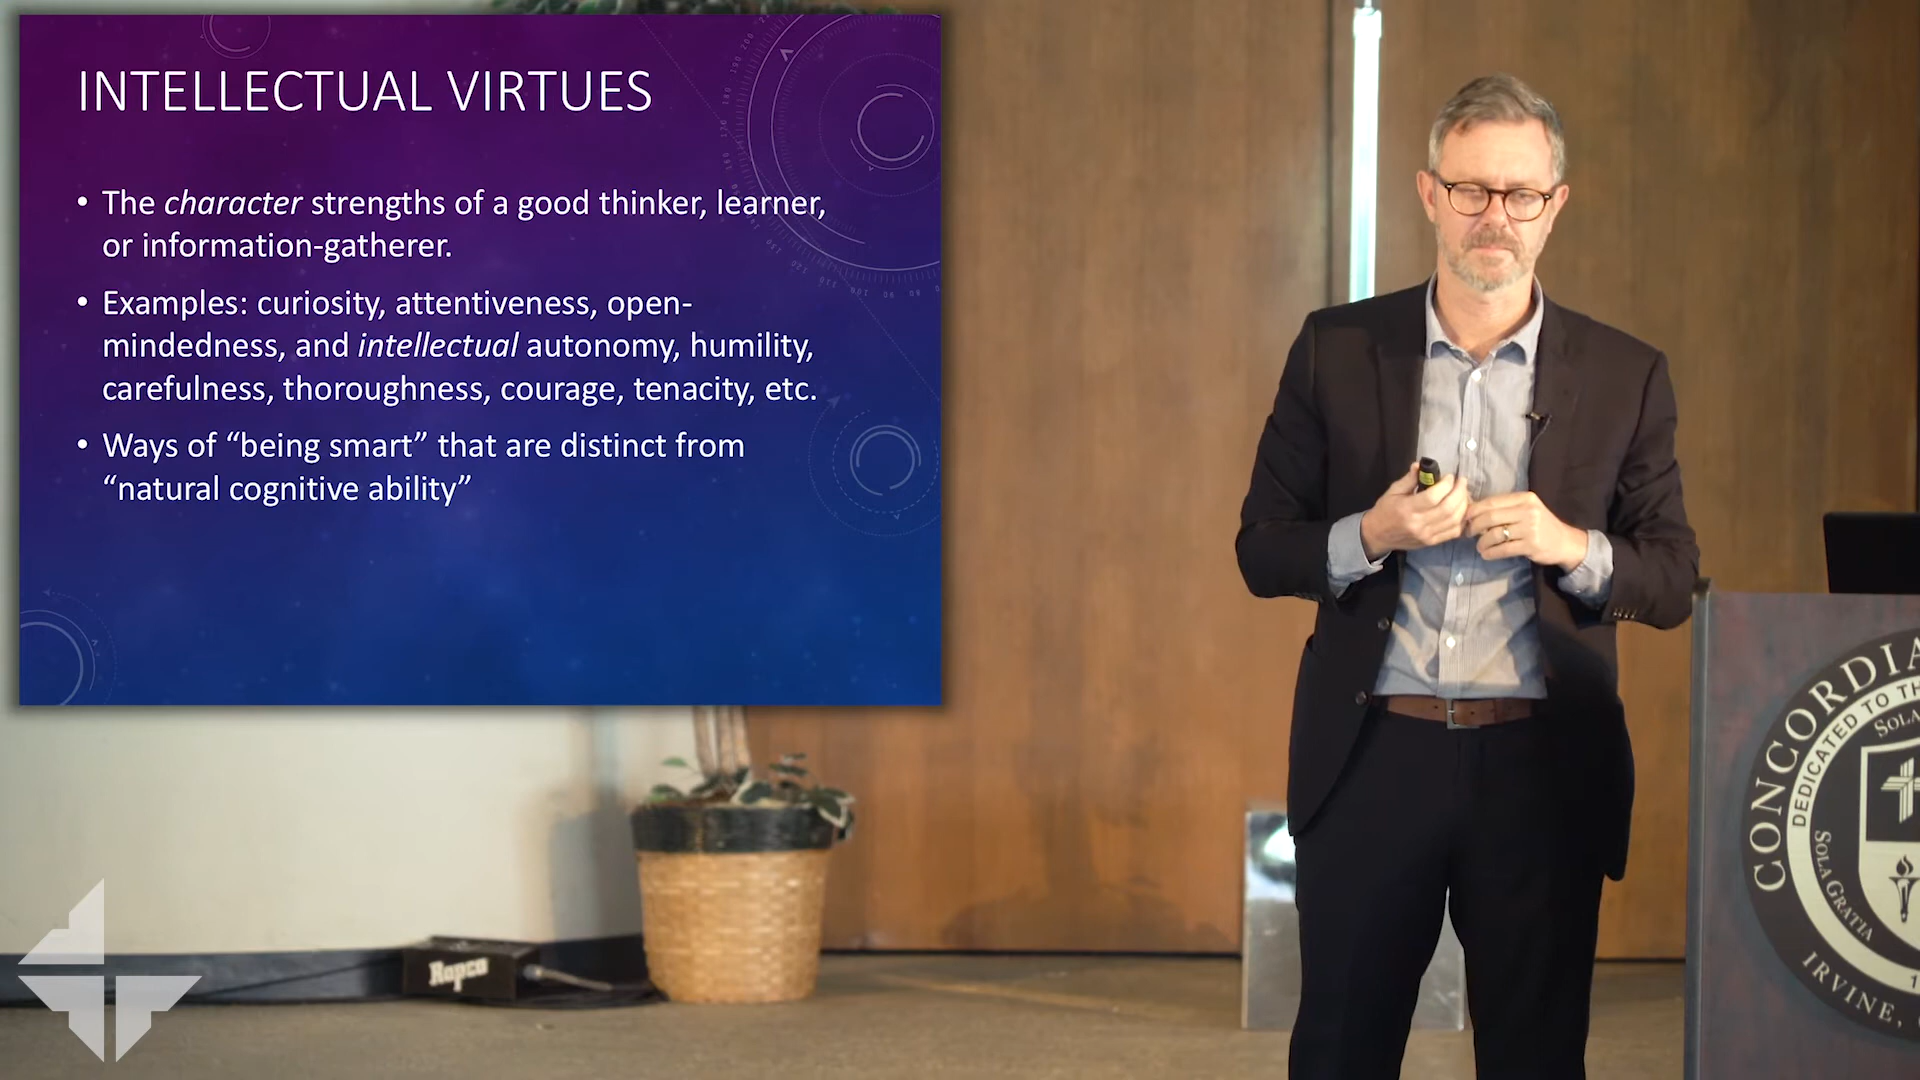 INTELLECTUAL VIRTUES
• The character strengths of a good thinker, learner,
or information-gatherer.
• Examples: curiosity, attentiveness, open-
mindedness, and intellectual autonomy, humility,
carefulness, thoroughness, courage, tenacity, etc.
• Ways of “being smart” that are distinct from
“natural cognitive ability”
CONCORDIA
DEDICATED TO
SOLA GRATIA
IRVINE,
Rapco